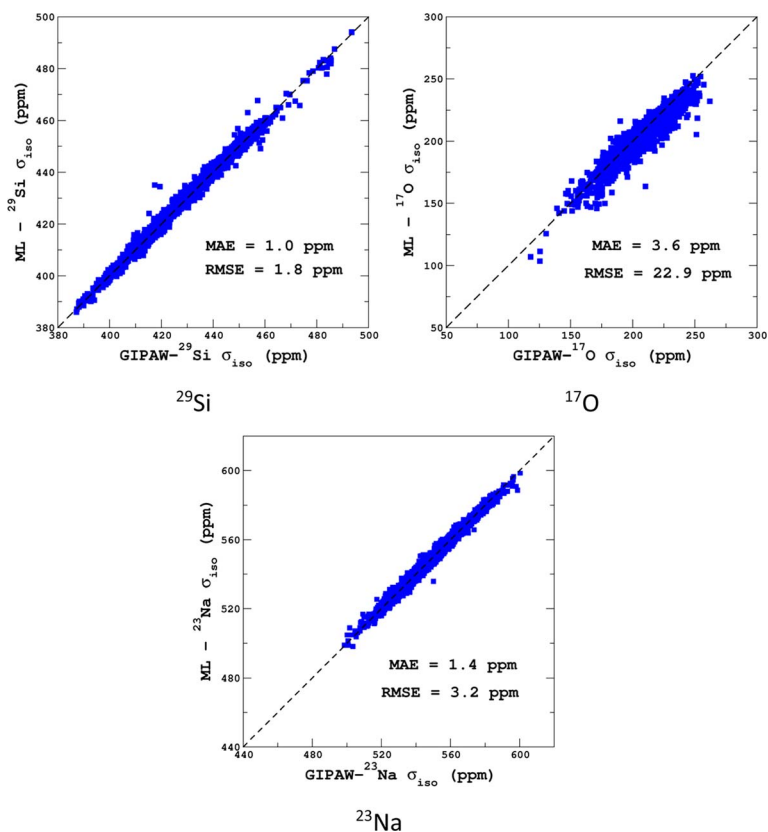 500
480
460
440
420
400
380
ML - ²⁹Si σiso (ppm)
MAE = 1.0 ppm
RMSE = 1.8 ppm
380 400 420 440 460 480 500
GIPAW-²⁹Si σiso (ppm)
²⁹Si
300
250
200
150
100
50
ML - ¹⁷O σiso (ppm)
MAE = 3.6 ppm
RMSE = 22.9 ppm
50 100 150 200 250 300
GIPAW-¹⁷O σiso (ppm)
¹⁷O
600
560
520
480
440
ML - ²³Na σiso (ppm)
MAE = 1.4 ppm
RMSE = 3.2 ppm
440 480 520 560 600
GIPAW-²³Na σiso (ppm)
²³Na